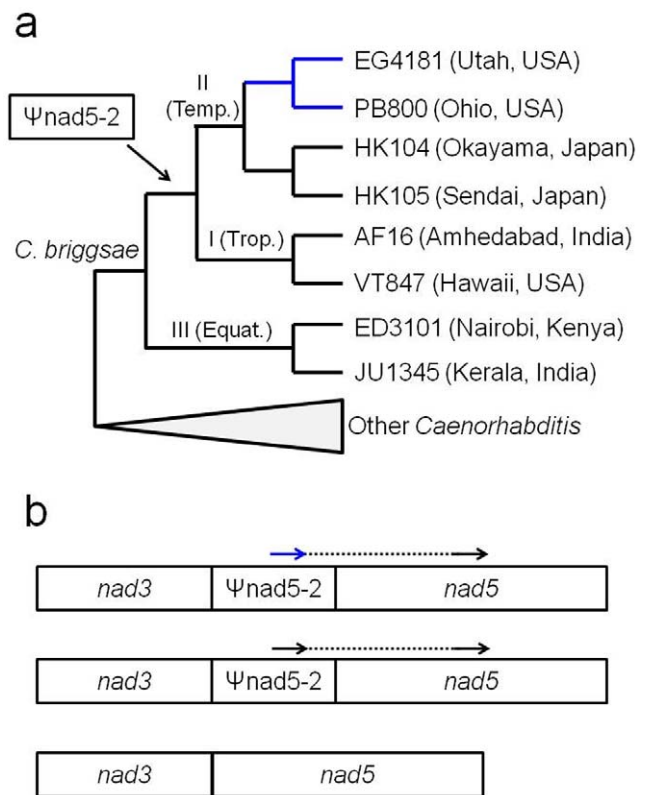 a
II
(Temp.)
Ψnad5-2
C. briggsae
I (Trop.)
III (Equat.)
EG4181 (Utah, USA)
PB800 (Ohio, USA)
HK104 (Okayama, Japan)
HK105 (Sendai, Japan)
AF16 (Amhedabad, India)
VT847 (Hawaii, USA)
ED3101 (Nairobi, Kenya)
JU1345 (Kerala, India)
Other Caenorhabditis
b
nad3 Ψnad5-2 nad5
nad3 Ψnad5-2 nad5
nad3 nad5